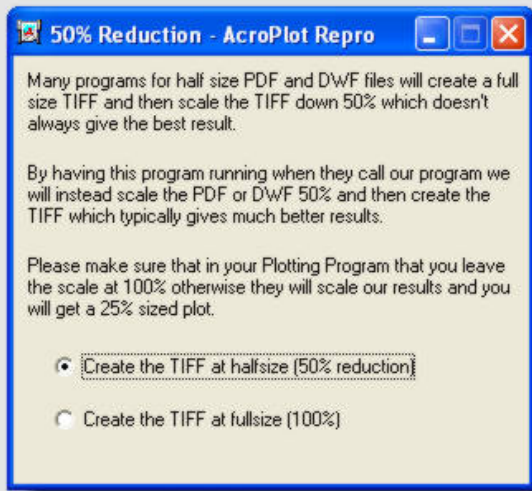 50% Reduction - AcroPlot Repro
Many programs for half size PDF and DWF files will create a full
size TIFF and then scale the TIFF down 50% which doesn't
always give the best result.
By having this program running when they call our program we
will instead scale the PDF or DWF 50% and then create the
TIFF which typically gives much better results.
Please make sure that in your Plotting Program that you leave
the scale at 100% otherwise they will scale our results and you
will get a 25% sized plot.
Create the TIFF at halfsize (50% reduction)
Create the TIFF at fullsize (100%)